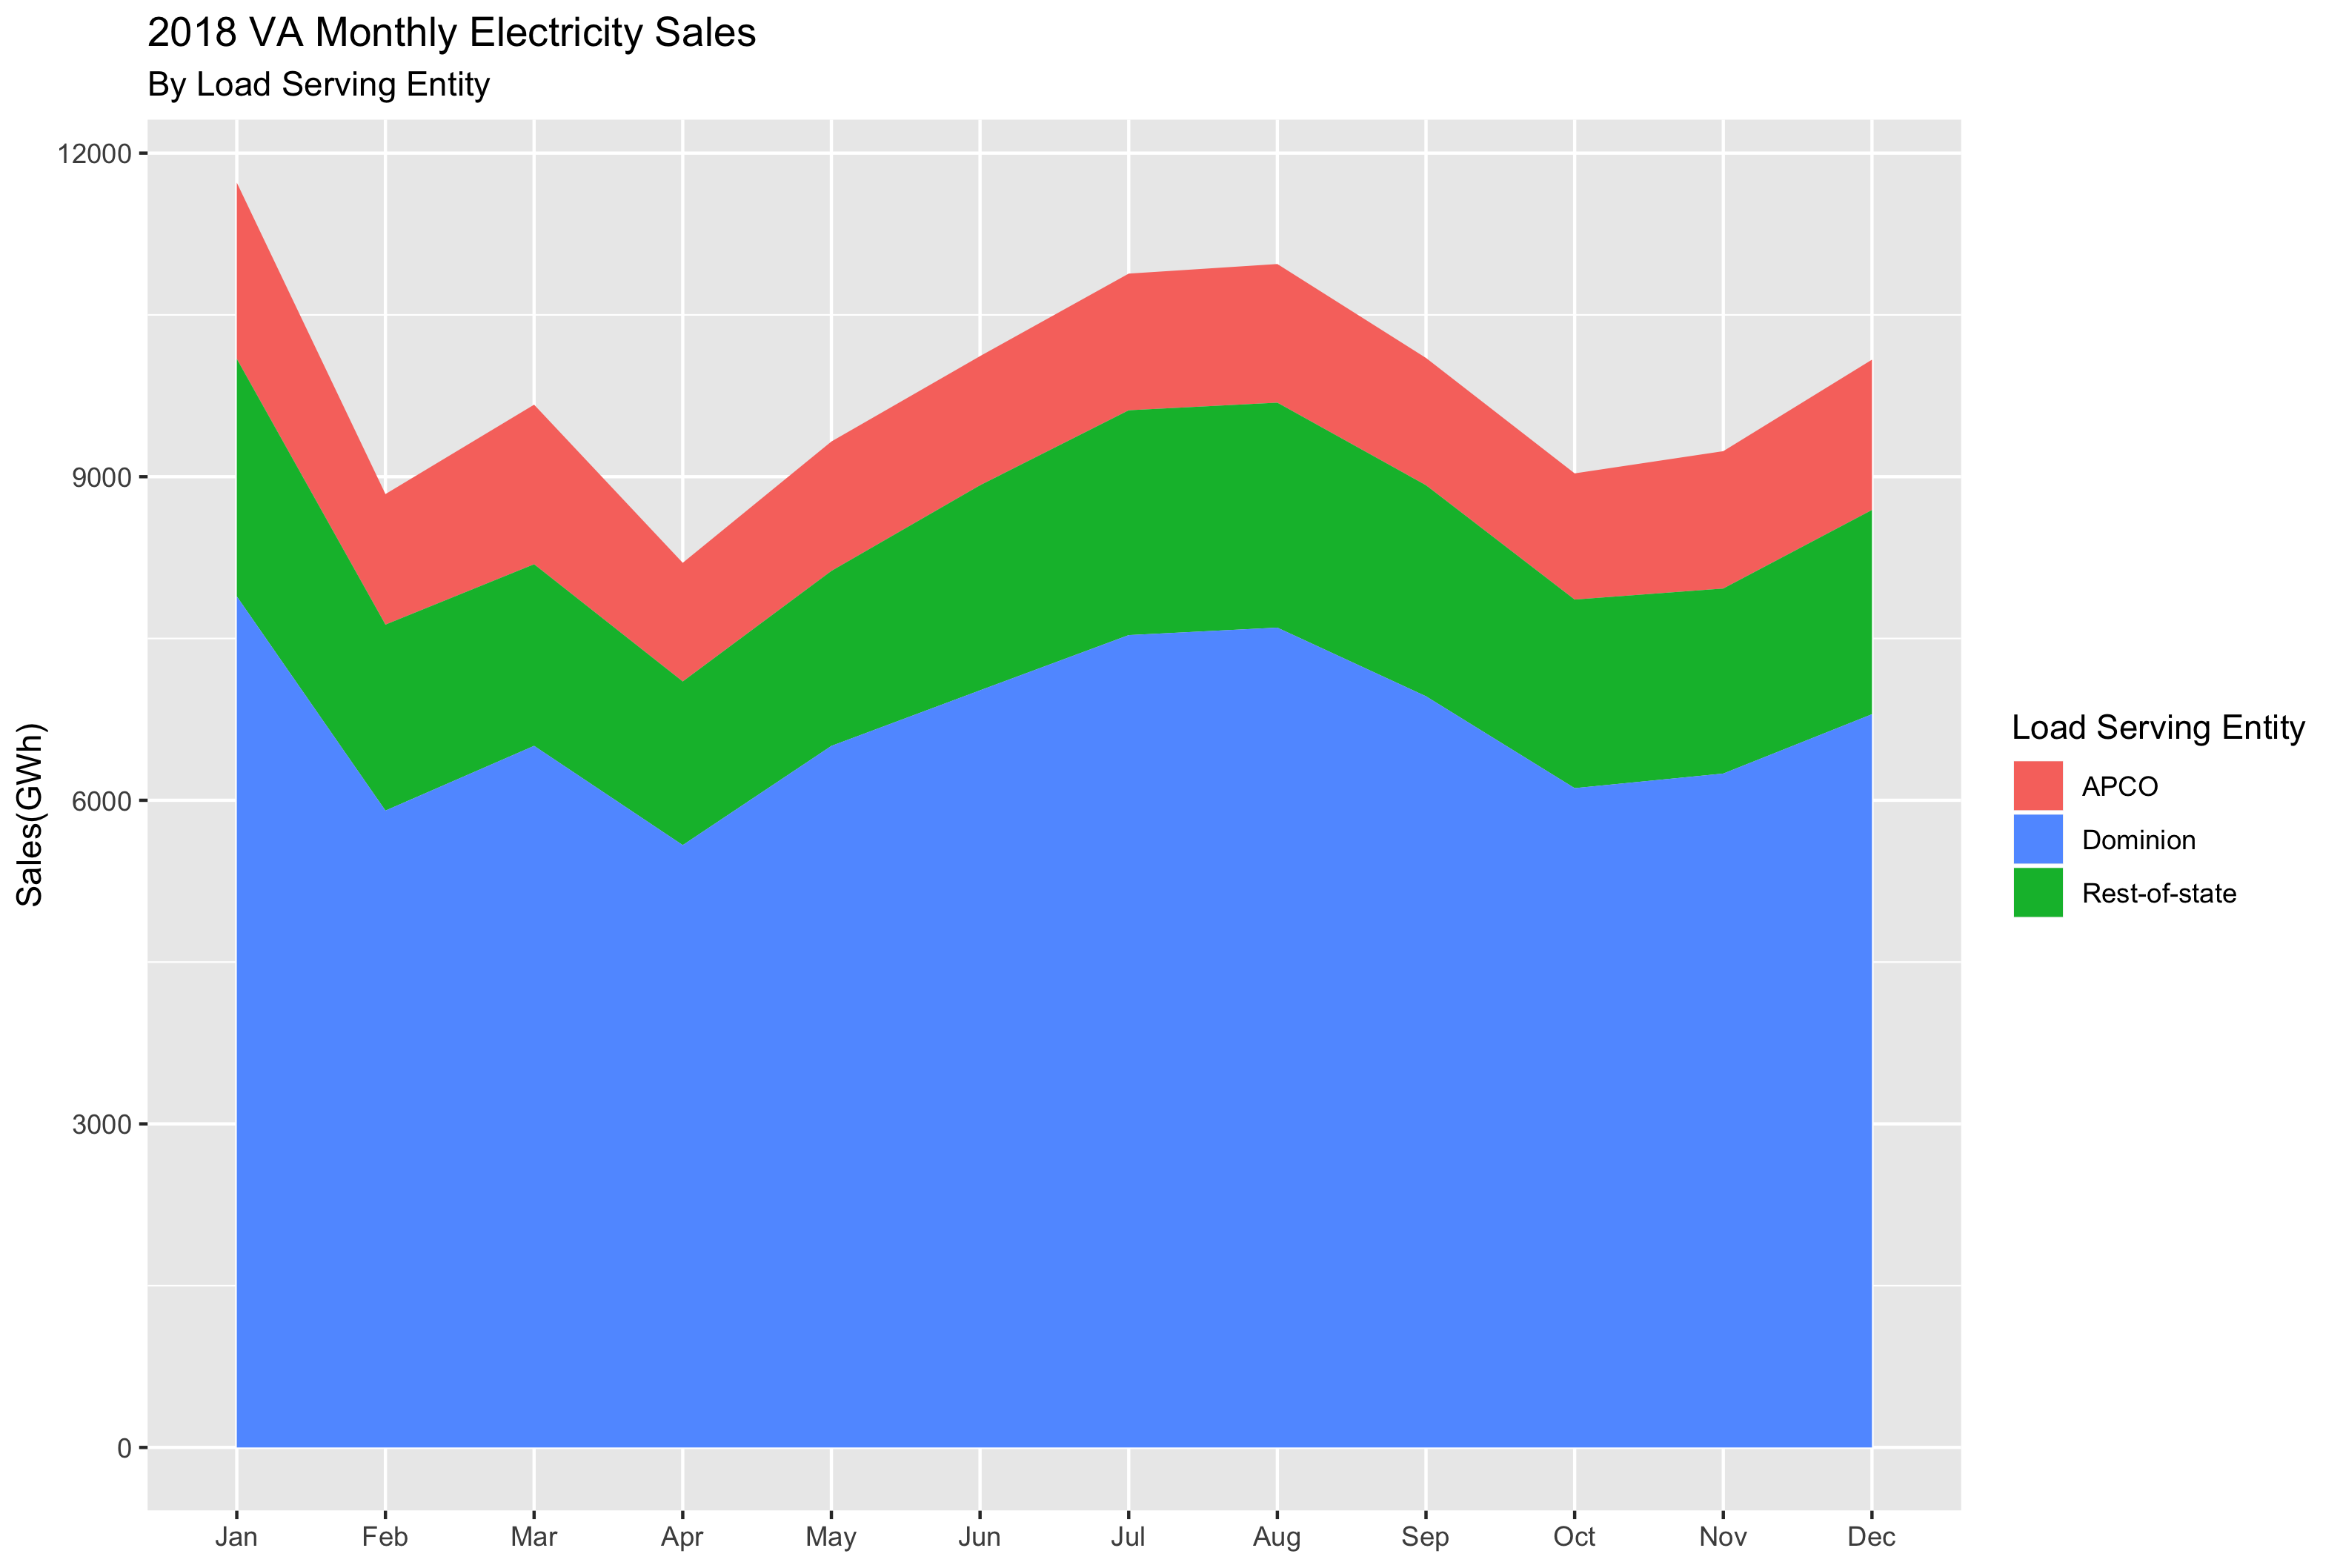 2018 VA Monthly Electricity Sales
By Load Serving Entity
12000
9000
6000
3000
0
Sales(GWh)
Jan Feb Mar Apr May Jun Jul Aug Sep Oct Nov Dec
Load Serving Entity
APCO
Dominion
Rest-of-state